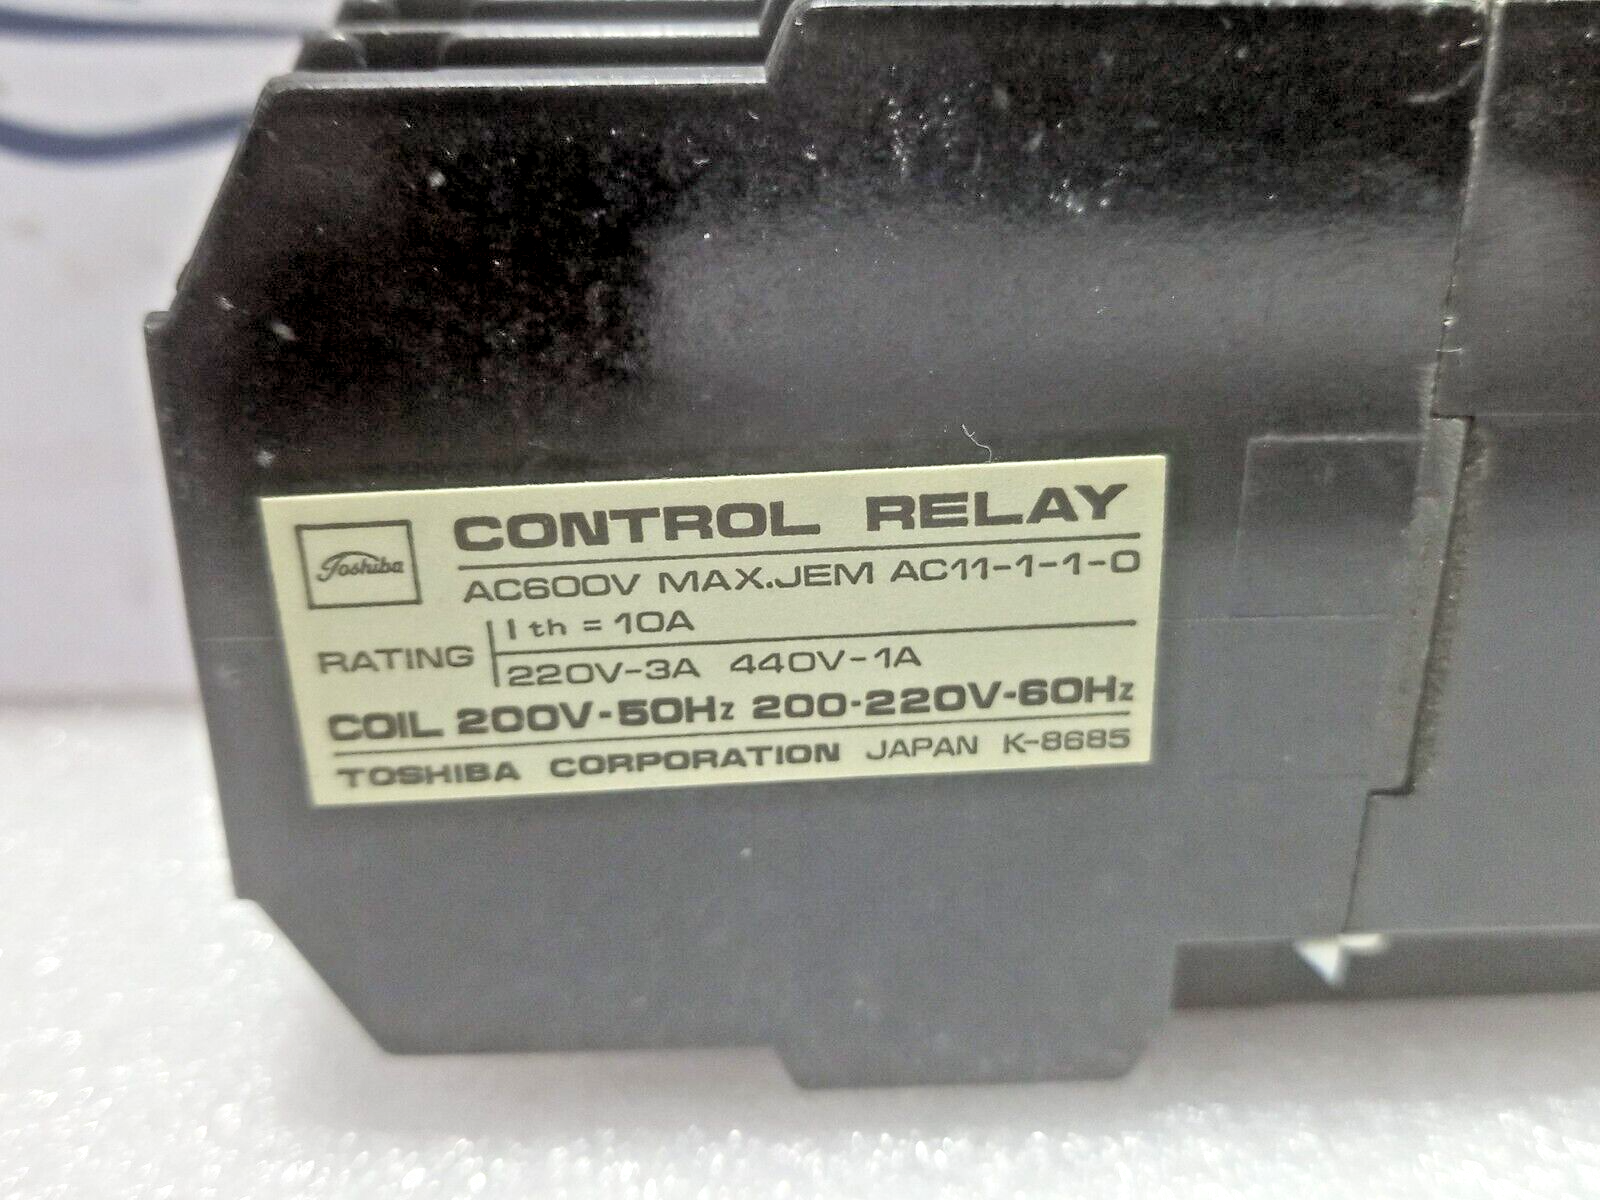 Toshiba
CONTROL RELAY
AC600V MAX.JEM AC11-1-1-0
RATING
Ith = 10A
220V-3A 440V-1A
COIL 200V-50Hz 200-220V-60Hz
TOSHIBA CORPORATION JAPAN K-8685